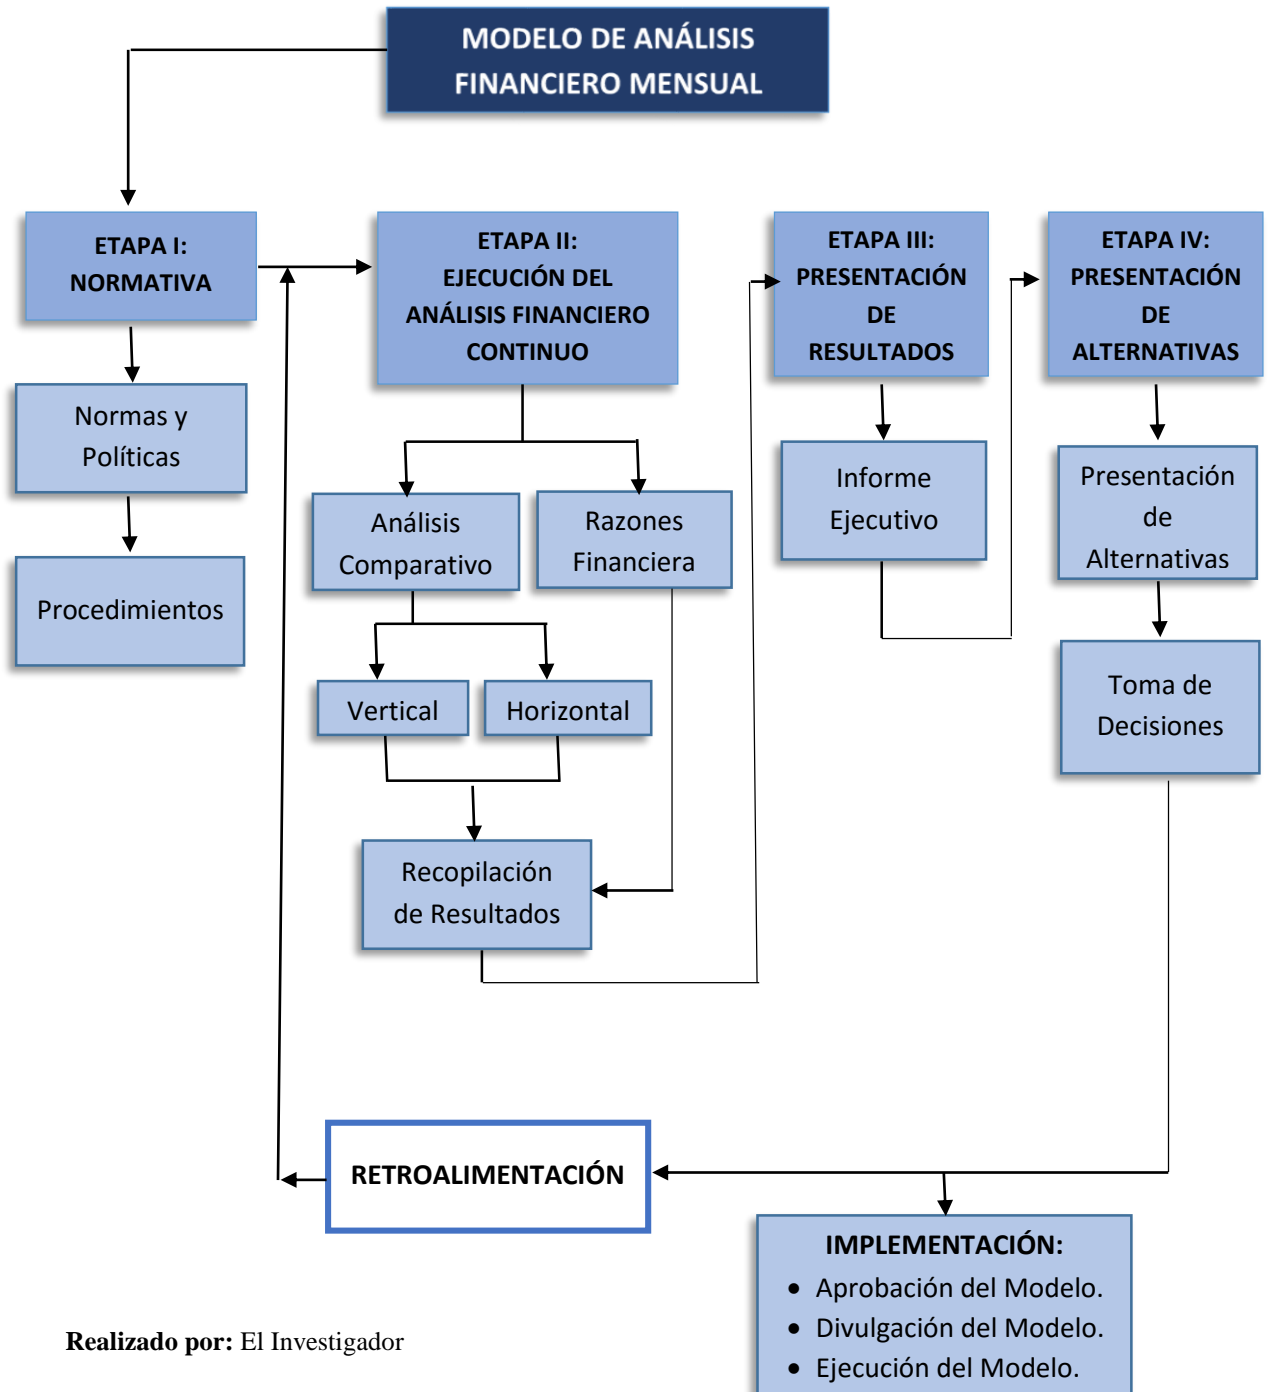 MODELO DE ANÁLISIS
FINANCIERO MENSUAL
ETAPA I:
NORMATIVA
Normas y
Políticas
Procedimientos
ETAPA II:
EJECUCIÓN DEL
ANÁLISIS FINANCIERO
CONTINUO
Análisis
Comparativo
Razones
Financiera
Vertical
Horizontal
Recopilación
de Resultados
ETAPA III:
PRESENTACIÓN
DE
RESULTADOS
Informe
Ejecutivo
ETAPA IV:
PRESENTACIÓN
DE
ALTERNATIVAS
Presentación
de
Alternativas
Toma de
Decisiones
RETROALIMENTACIÓN
IMPLEMENTACIÓN:
• Aprobación del Modelo.
• Divulgación del Modelo.
• Ejecución del Modelo.
Realizado por: El Investigador